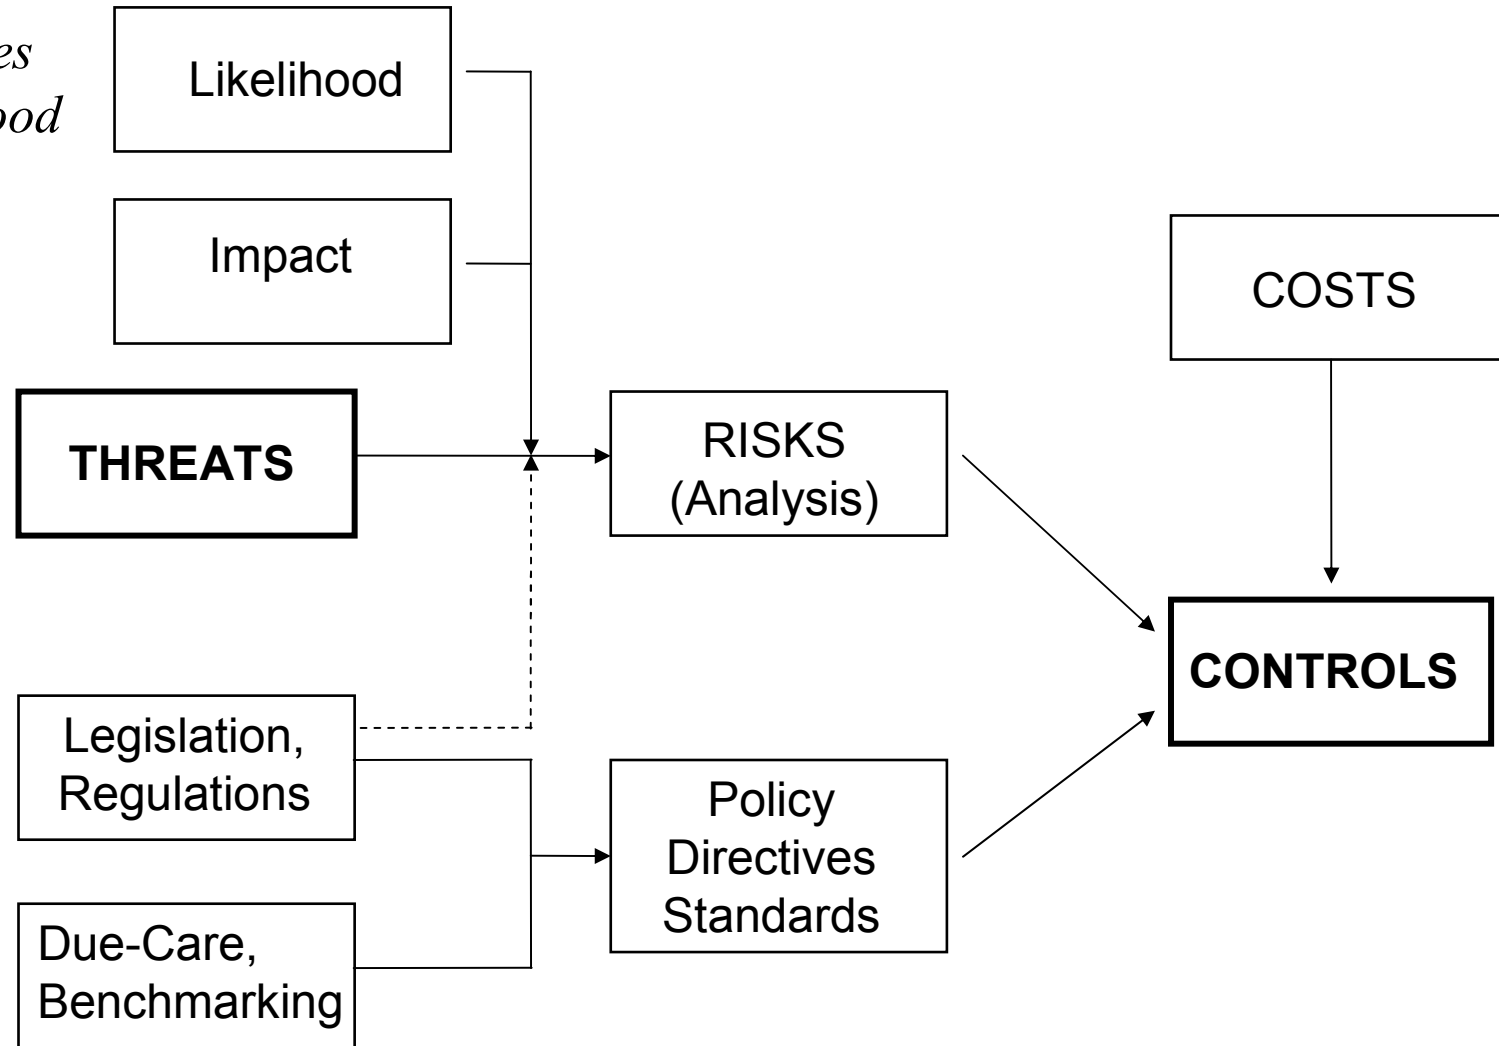 Likelihood
Impact
COSTS
THREATS
RISKS
(Analysis)
CONTROLS
Legislation,
Regulations
Policy
Directives
Standards
Due-Care,
Benchmarking